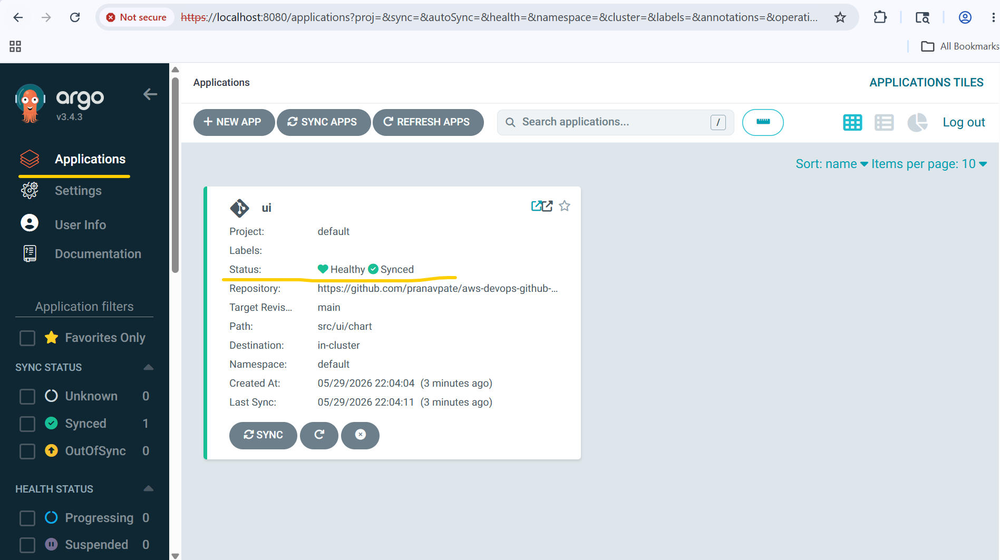 Not secure https://localhost:8080/applications?proj=&sync=&autoSync=&health=&namespace=&cluster=&labels=&annotations=&operati...
All Bookmarks
argo
v3.4.3
Applications
Settings
User Info
Documentation
Application filters
Favorites Only
SYNC STATUS
Unknown 0
Synced 1
OutOfSync 0
HEALTH STATUS
Progressing 0
Suspended 0
Applications
APPLICATIONS TILES
+ NEW APP SYNC APPS REFRESH APPS Search applications... / Log out
Sort: name Items per page: 10
ui
Project: default
Labels:
Status: Healthy Synced
Repository: https://github.com/pranavpate/aws-devops-github-...
Target Revis... main
Path: src/ui/chart
Destination: in-cluster
Namespace: default
Created At: 05/29/2026 22:04:04 (3 minutes ago)
Last Sync: 05/29/2026 22:04:11 (3 minutes ago)
SYNC